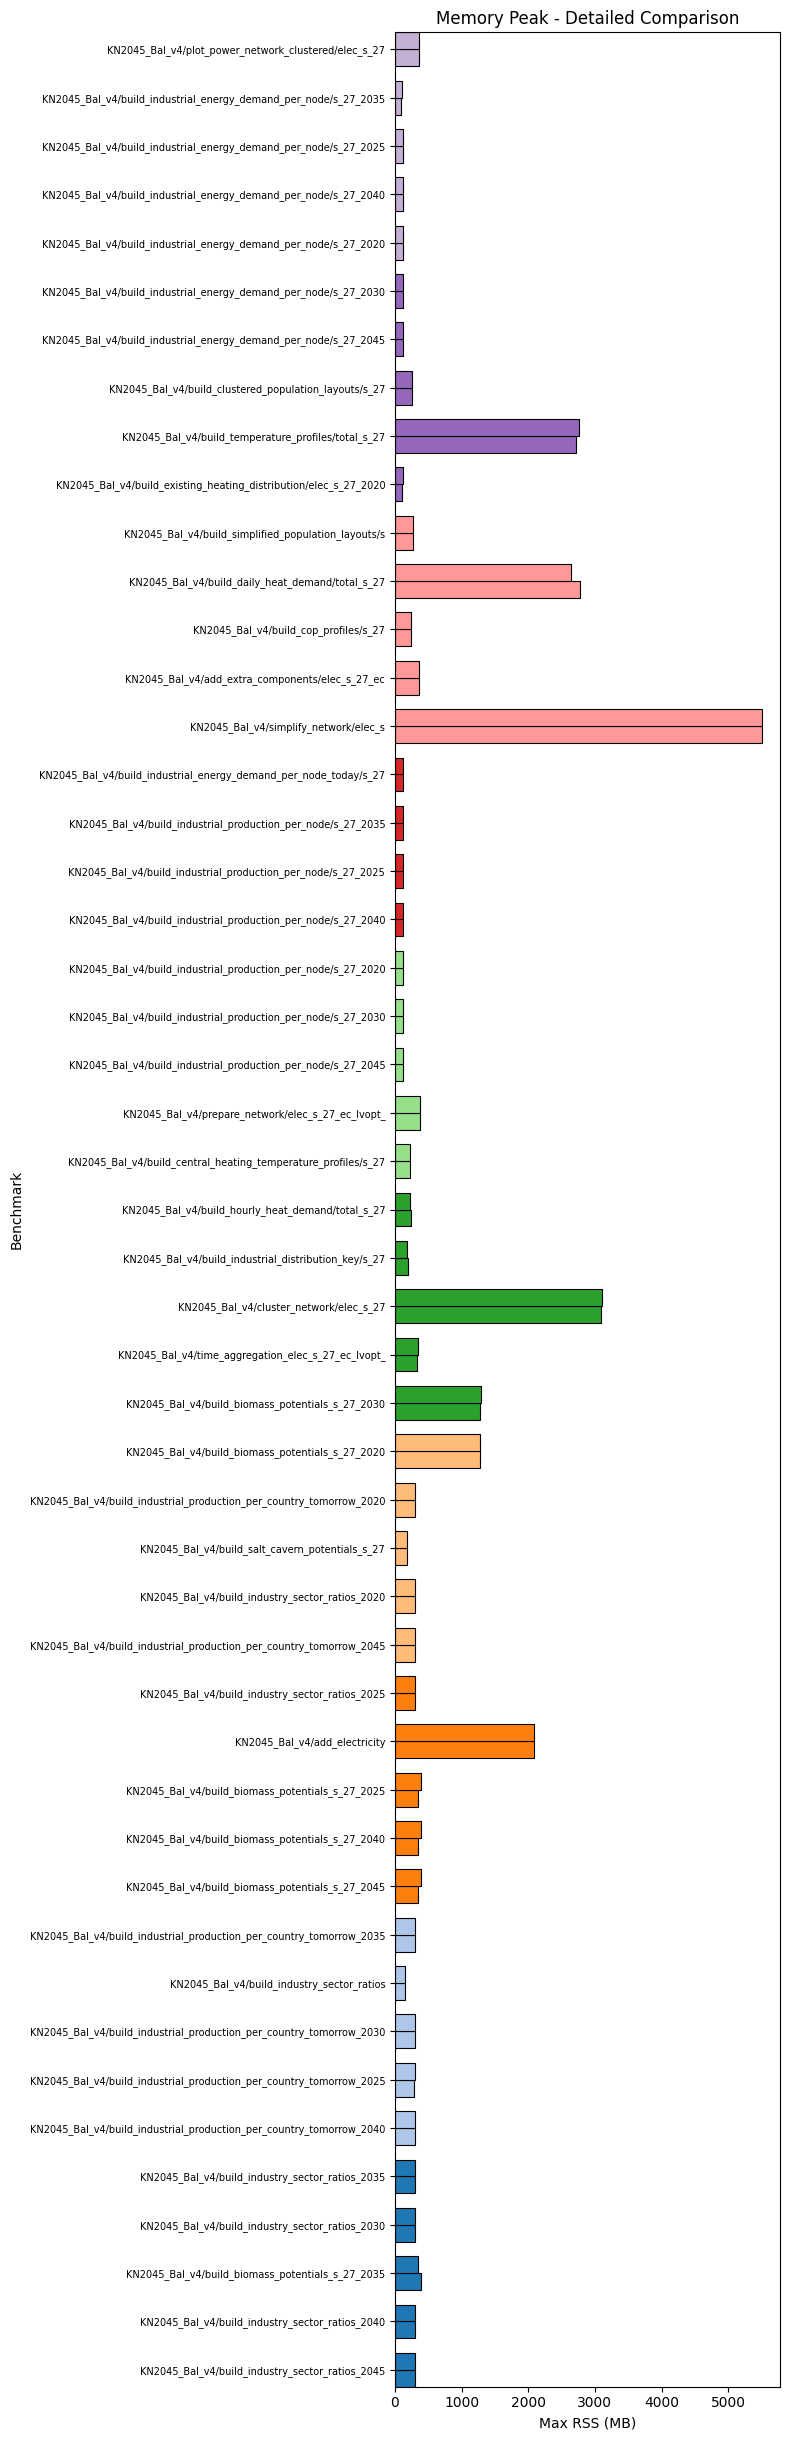 Memory Peak - Detailed Comparison
KN2045_Bal_v4/plot_power_network_clustered/elec_s_27
KN2045_Bal_v4/build_industrial_energy_demand_per_node/s_27_2035
KN2045_Bal_v4/build_industrial_energy_demand_per_node/s_27_2025
KN2045_Bal_v4/build_industrial_energy_demand_per_node/s_27_2040
KN2045_Bal_v4/build_industrial_energy_demand_per_node/s_27_2020
KN2045_Bal_v4/build_industrial_energy_demand_per_node/s_27_2030
KN2045_Bal_v4/build_industrial_energy_demand_per_node/s_27_2045
KN2045_Bal_v4/build_clustered_population_layouts/s_27
KN2045_Bal_v4/build_temperature_profiles/total_s_27
KN2045_Bal_v4/build_existing_heating_distribution/elec_s_27_2020
KN2045_Bal_v4/build_simplified_population_layouts/s
KN2045_Bal_v4/build_daily_heat_demand/total_s_27
KN2045_Bal_v4/build_cop_profiles/s_27
KN2045_Bal_v4/add_extra_components/elec_s_27_ec
KN2045_Bal_v4/simplify_network/elec_s
KN2045_Bal_v4/build_industrial_energy_demand_per_node_today/s_27
KN2045_Bal_v4/build_industrial_production_per_node/s_27_2035
KN2045_Bal_v4/build_industrial_production_per_node/s_27_2025
KN2045_Bal_v4/build_industrial_production_per_node/s_27_2040
KN2045_Bal_v4/build_industrial_production_per_node/s_27_2020
KN2045_Bal_v4/build_industrial_production_per_node/s_27_2030
KN2045_Bal_v4/build_industrial_production_per_node/s_27_2045
KN2045_Bal_v4/prepare_network/elec_s_27_ec_lvopt_
KN2045_Bal_v4/build_central_heating_temperature_profiles/s_27
KN2045_Bal_v4/build_hourly_heat_demand/total_s_27
KN2045_Bal_v4/build_industrial_distribution_key/s_27
KN2045_Bal_v4/cluster_network/elec_s_27
KN2045_Bal_v4/time_aggregation_elec_s_27_ec_lvopt_
KN2045_Bal_v4/build_biomass_potentials_s_27_2030
KN2045_Bal_v4/build_biomass_potentials_s_27_2020
KN2045_Bal_v4/build_industrial_production_per_country_tomorrow_2020
KN2045_Bal_v4/build_salt_cavern_potentials_s_27
KN2045_Bal_v4/build_industry_sector_ratios_2020
KN2045_Bal_v4/build_industrial_production_per_country_tomorrow_2045
KN2045_Bal_v4/build_industry_sector_ratios_2025
KN2045_Bal_v4/add_electricity
KN2045_Bal_v4/build_biomass_potentials_s_27_2025
KN2045_Bal_v4/build_biomass_potentials_s_27_2040
KN2045_Bal_v4/build_biomass_potentials_s_27_2045
KN2045_Bal_v4/build_industrial_production_per_country_tomorrow_2035
KN2045_Bal_v4/build_industry_sector_ratios
KN2045_Bal_v4/build_industrial_production_per_country_tomorrow_2030
KN2045_Bal_v4/build_industrial_production_per_country_tomorrow_2025
KN2045_Bal_v4/build_industrial_production_per_country_tomorrow_2040
KN2045_Bal_v4/build_industry_sector_ratios_2035
KN2045_Bal_v4/build_industry_sector_ratios_2030
KN2045_Bal_v4/build_biomass_potentials_s_27_2035
KN2045_Bal_v4/build_industry_sector_ratios_2040
KN2045_Bal_v4/build_industry_sector_ratios_2045
Benchmark
0 1000 2000 3000 4000 5000
Max RSS (MB)